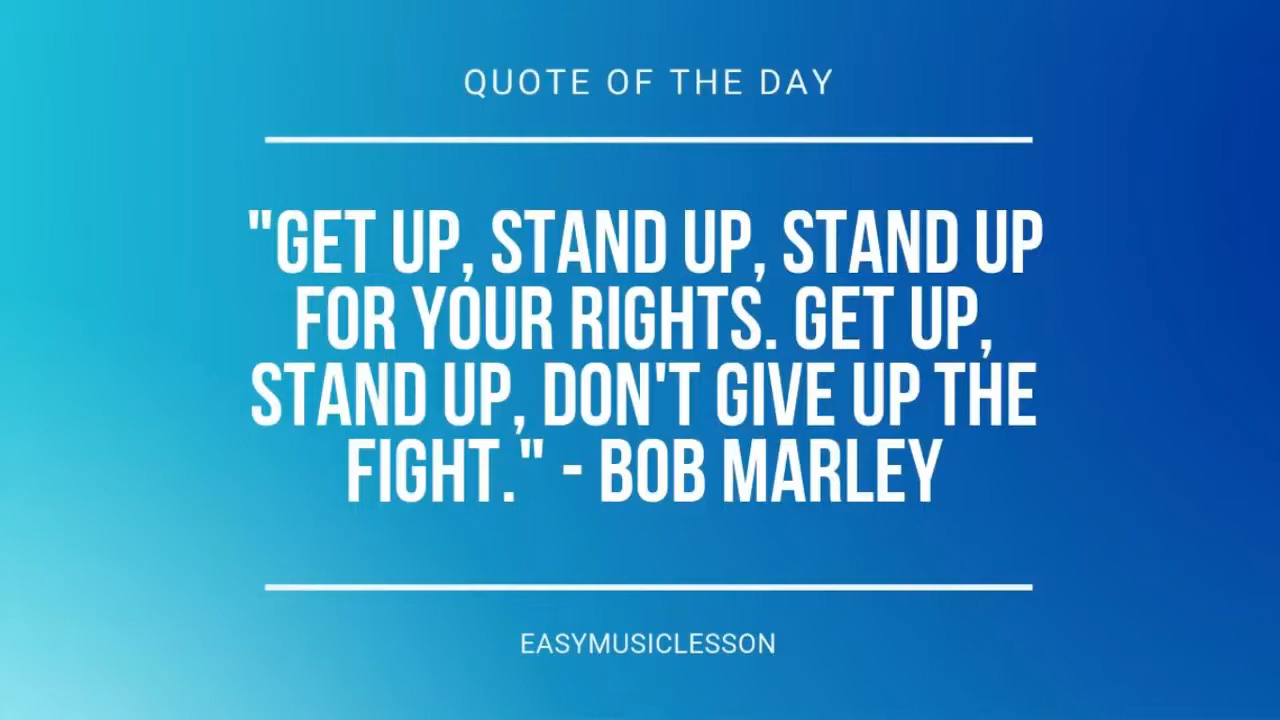 QUOTE OF THE DAY
"GET UP, STAND UP, STAND UP
FOR YOUR RIGHTS. GET UP,
STAND UP, DON'T GIVE UP THE
FIGHT." - BOB MARLEY
EASYMUSICLESSON